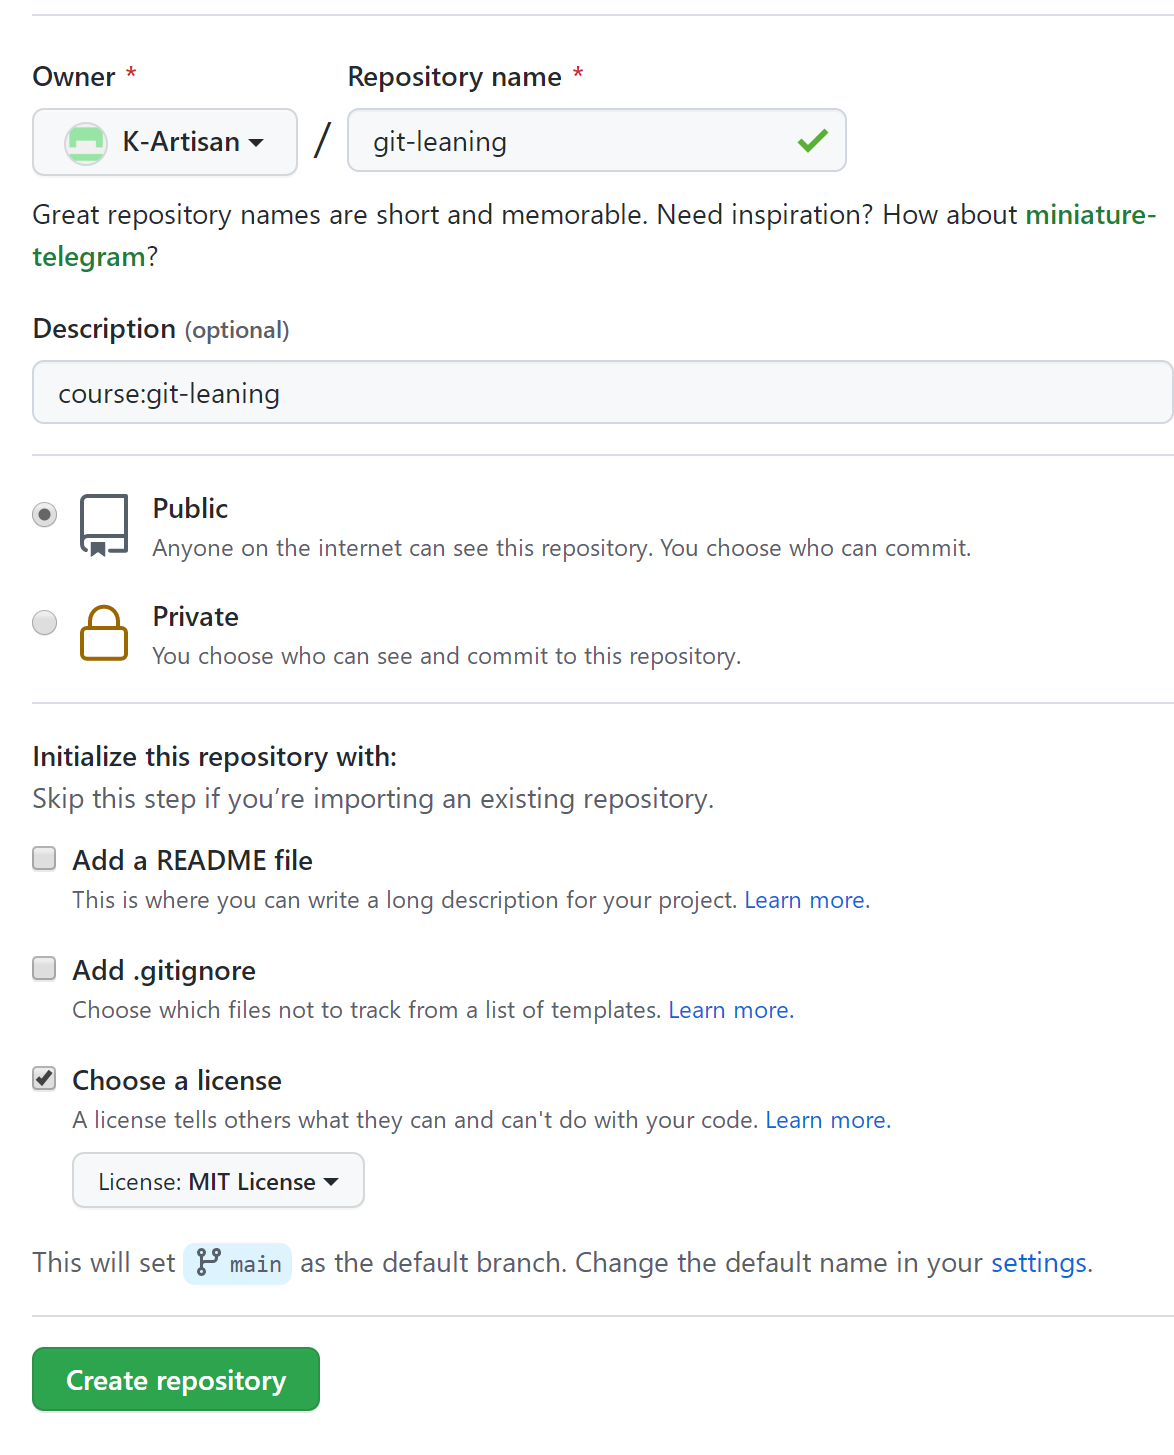 Owner * Repository name *
K-Artisan / git-leaning
Great repository names are short and memorable. Need inspiration? How about miniature-
telegram?
Description (optional)
course:git-leaning
Public
Anyone on the internet can see this repository. You choose who can commit.
Private
You choose who can see and commit to this repository.
Initialize this repository with:
Skip this step if you’re importing an existing repository.
Add a README file
This is where you can write a long description for your project. Learn more.
Add .gitignore
Choose which files not to track from a list of templates. Learn more.
Choose a license
A license tells others what they can and can't do with your code. Learn more.
License: MIT License
This will set main as the default branch. Change the default name in your settings.
Create repository